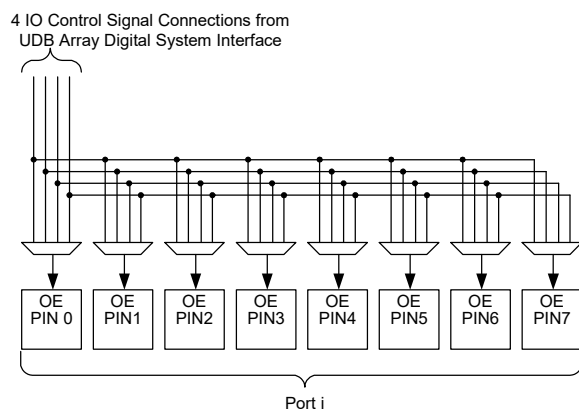 4 IO Control Signal Connections from
UDB Array Digital System Interface
OE
PIN 0
OE
PIN1
OE
PIN2
OE
PIN3
OE
PIN4
OE
PIN5
OE
PIN6
OE
PIN7
Port i